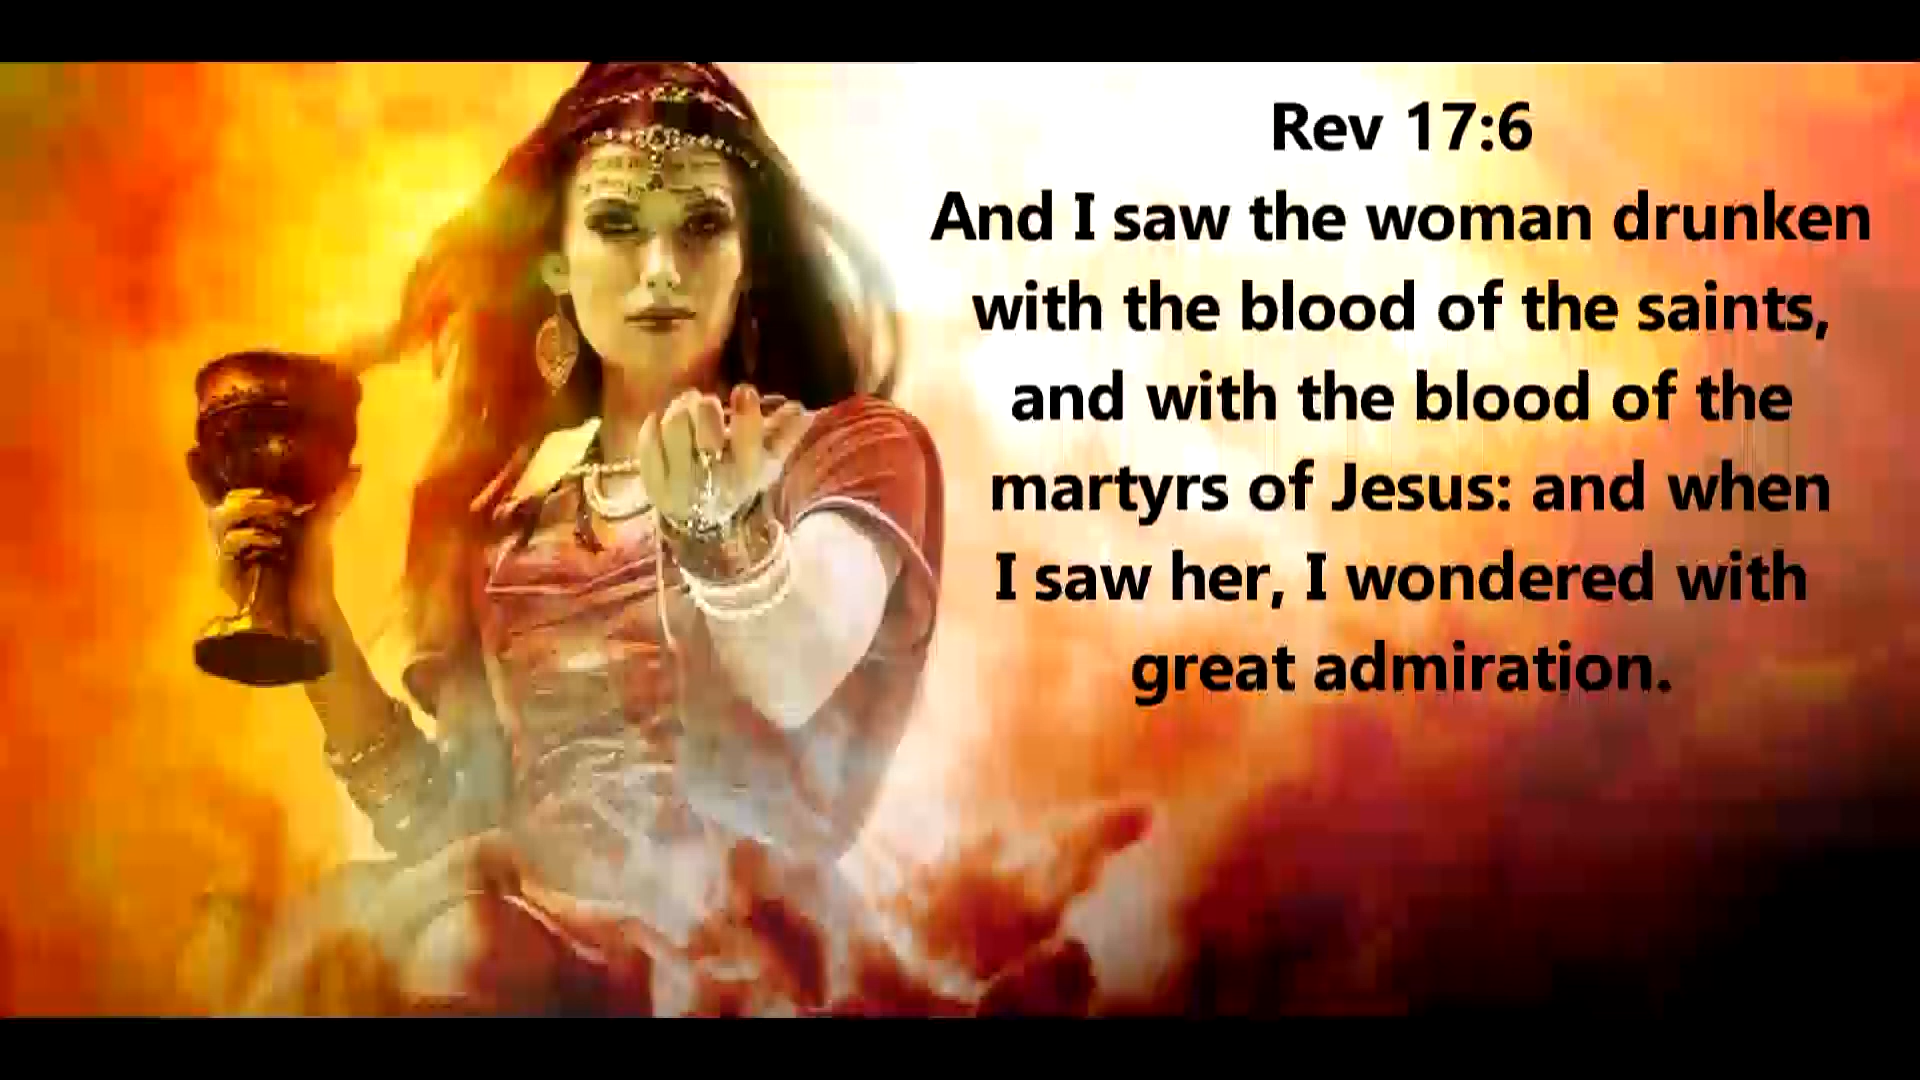 Rev 17:6
And I saw the woman drunken
with the blood of the saints,
and with the blood of the
martyrs of Jesus: and when
I saw her, I wondered with
great admiration.